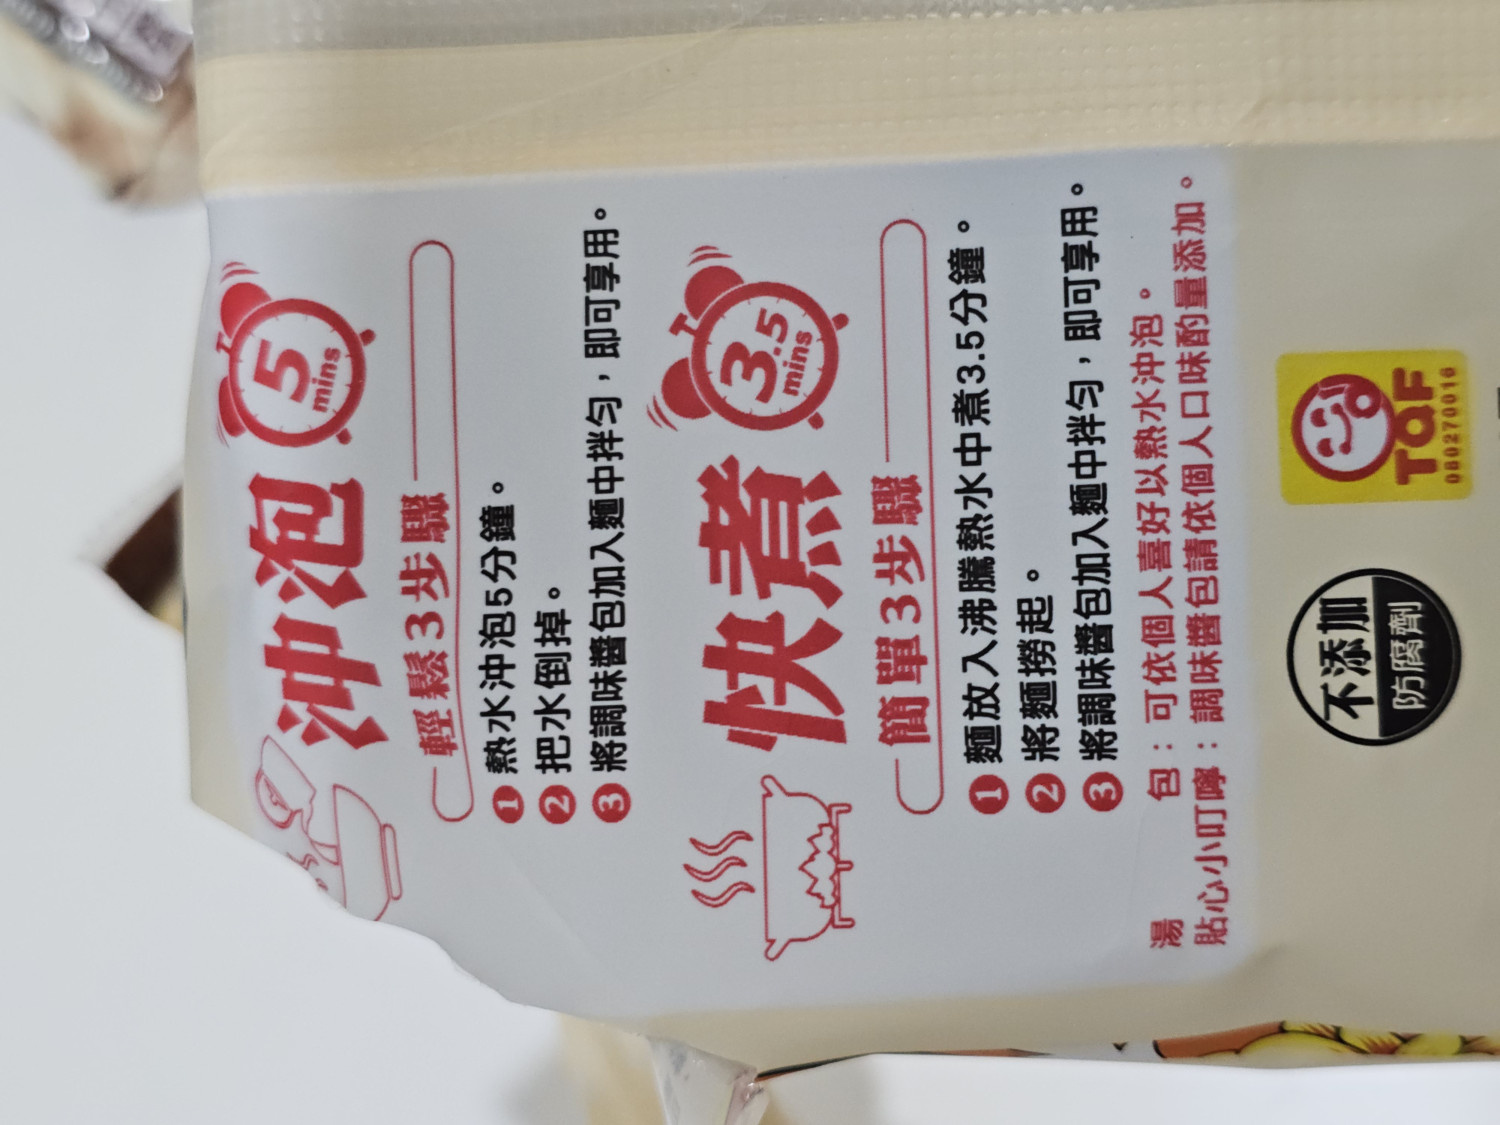 沖泡
5
mins
輕鬆3步驟
1 熱水沖泡5分鐘。
2 把水倒掉。
3 將調味醬包加入麵中拌勻，即可享用。
快煮
3.5
mins
簡單3步驟
1 麵放入沸騰熱水中煮3.5分鐘。
2 將麵撈起。
3 將調味醬包加入麵中拌勻，即可享用。
湯包：可依個人喜好以熱水沖泡。
貼心小叮嚀：調味醬包請依個人口味酌量添加。
不添加
防腐劑
TQF
080270016